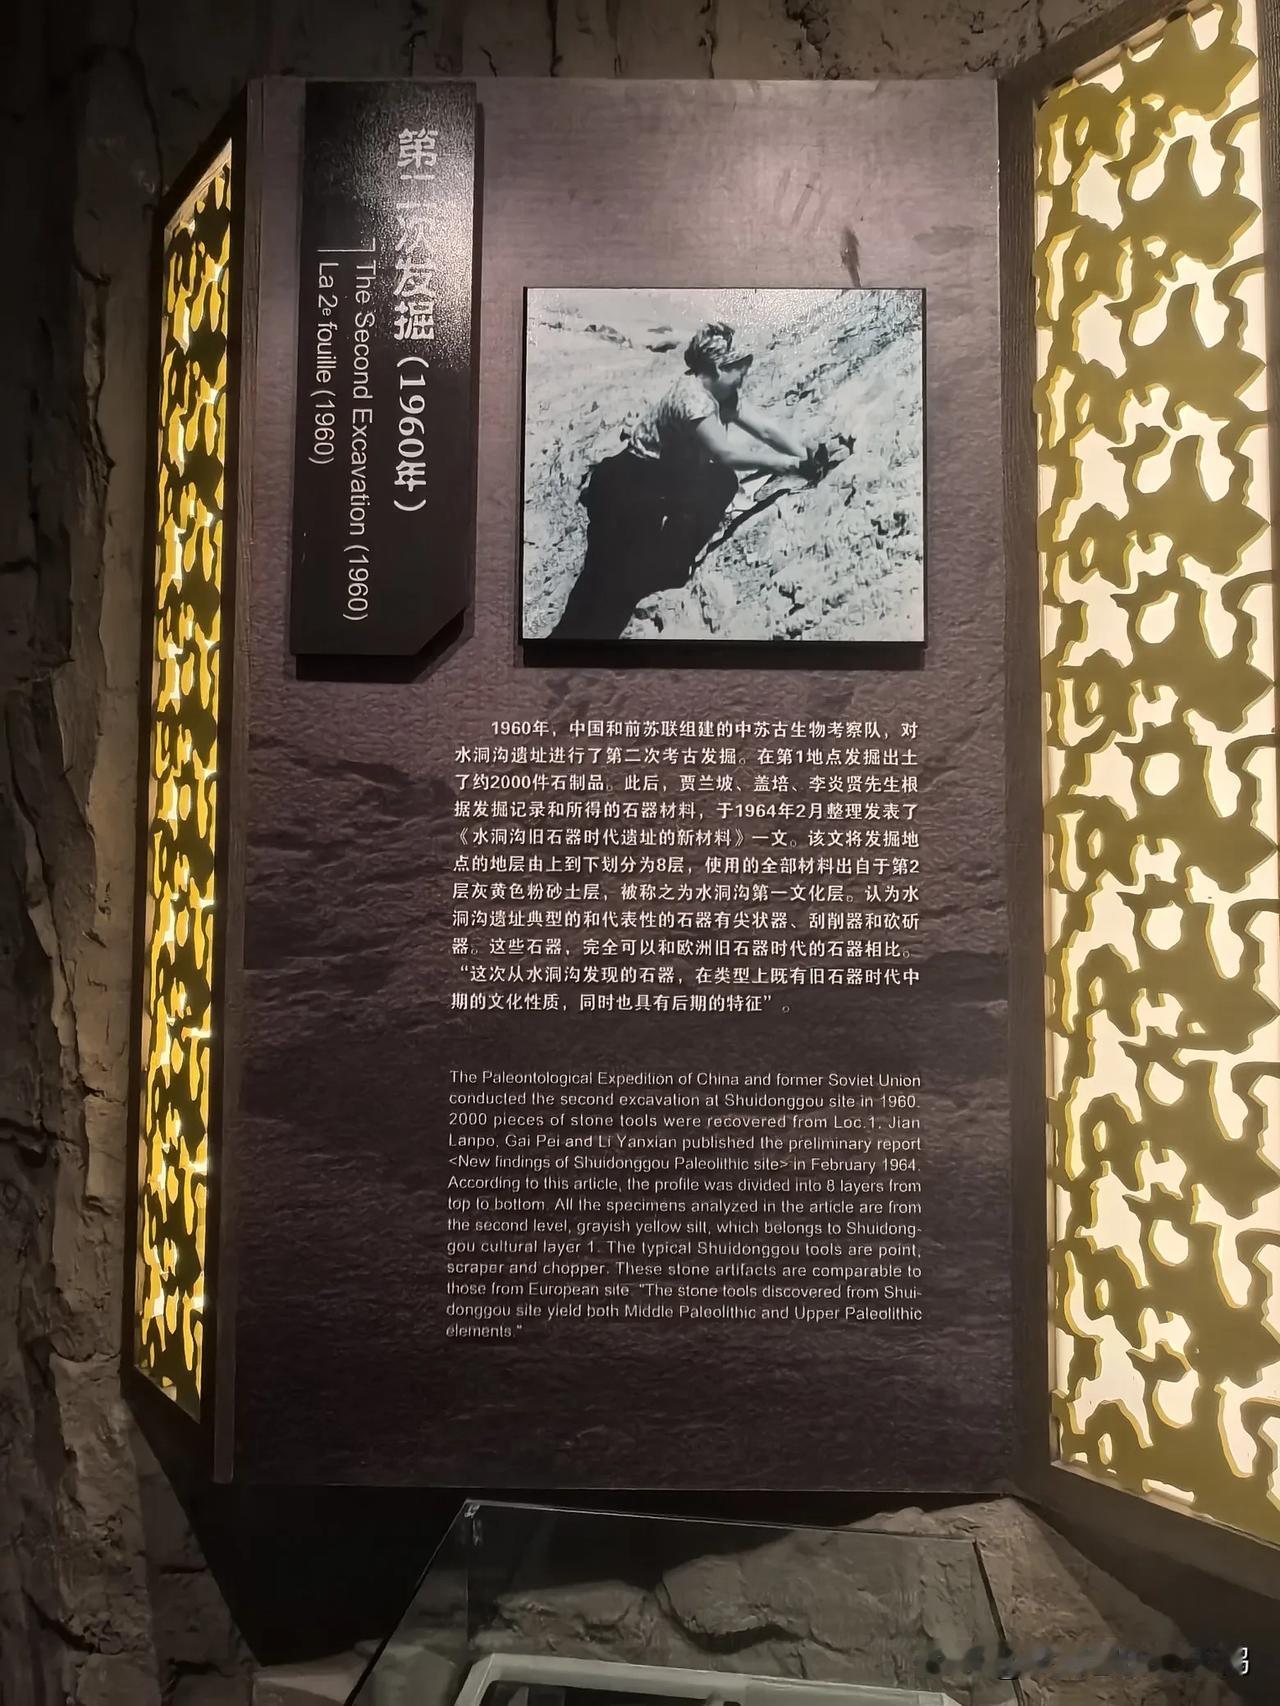 第二次发掘（1960年）
The Second Excavation (1960)
La 2e fouille (1960)
1960年，中国和前苏联组建的中苏古生物考察队，对
水洞沟遗址进行了第二次考古发掘。在第1地点发掘出土
了约2000件石制品。此后，贾兰坡、盖培、李炎贤先生根
据发掘记录和所得的石器材料，于1964年2月整理发表了
《水洞沟旧石器时代遗址的新材料》一文。该文将发掘地
点的地层由上到下划分为8层，使用的全部材料出自于第2
层灰黄色粉砂土层，被称之为水洞沟第一文化层。认为水
洞沟遗址典型的和代表性的石器有尖状器、刮削器和砍斫
器。这些石器，完全可以和欧洲旧石器时代的石器相比。
“这次从水洞沟发现的石器，在类型上既有旧石器时代中
期的文化性质，同时也具有后期的特征”。
The Paleontological Expedition of China and former Soviet Union
conducted the second excavation at Shuidonggou site in 1960.
2000 pieces of stone tools were recovered from Loc.1. Jian
Lanpo, Gai Pei and Li Yanxian published the preliminary report
<New findings of Shuidonggou Paleolithic site> in February 1964.
According to this article, the profile was divided into 8 layers from
top to bottom. All the specimens analyzed in the article are from
the second level, grayish yellow silt, which belongs to Shuidong-
gou cultural layer 1. The typical Shuidonggou tools are point,
scraper and chopper. These stone artifacts are comparable to
those from European site. "The stone tools discovered from Shui-
donggou site yield both Middle Paleolithic and Upper Paleolithic
elements."